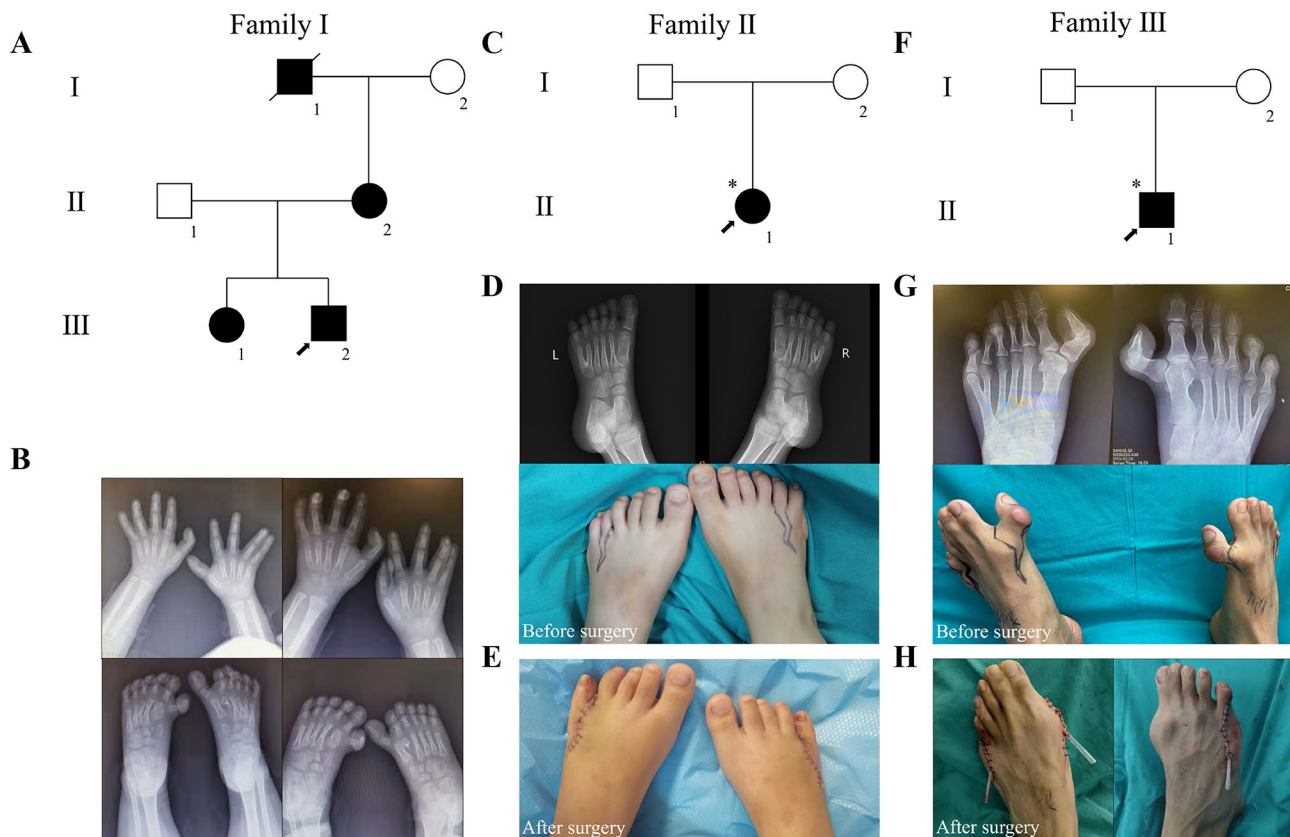 Family I
A
I
1
2
II
1
2
III
1
2
B
Family II
C
I
1
2
*
II
1
D
L
R
Before surgery
E
After surgery
Family III
F
I
1
2
*
II
1
G
Before surgery
H
After surgery